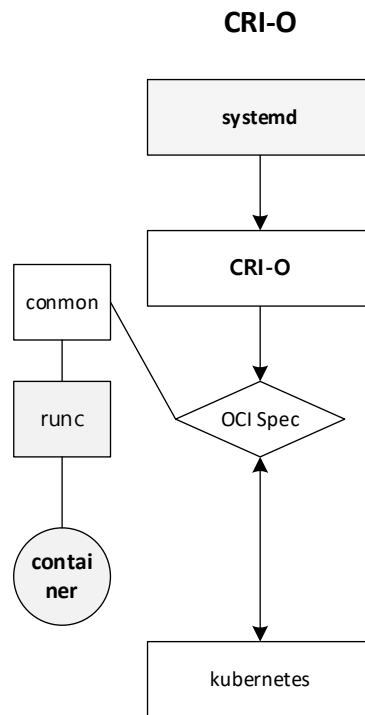 CRI-O
systemd
CRI-O
conmon
runc
OCI Spec
contai
ner
kubernetes